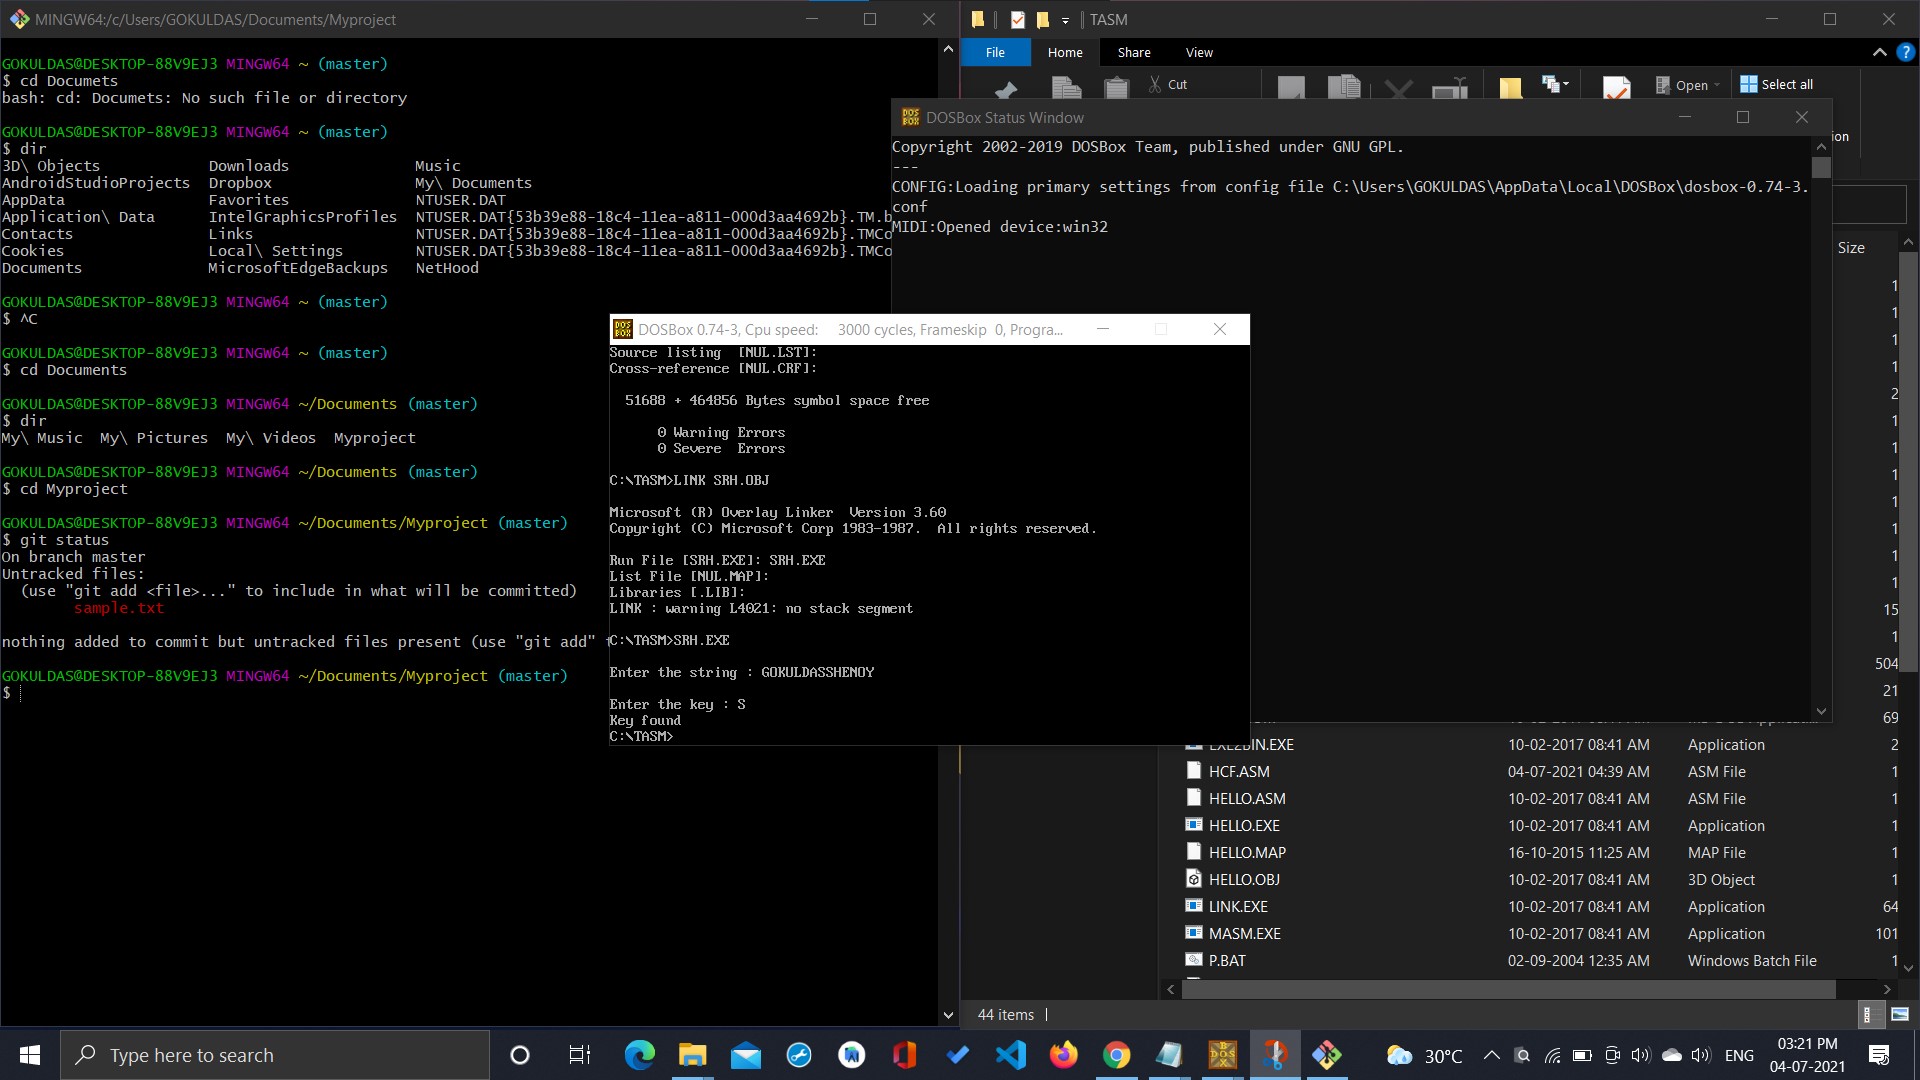 MINGW64:/c/Users/GOKULDAS/Documents/Myproject
GOKULDAS@DESKTOP-88V9EJ3 MINGW64 ~ (master)
$ cd Documets
bash: cd: Documets: No such file or directory
GOKULDAS@DESKTOP-88V9EJ3 MINGW64 ~ (master)
$ dir
3D\ Objects Downloads Music
AndroidStudioProjects Dropbox My\ Documents
AppData Favorites NTUSER.DAT
Application\ Data IntelGraphicsProfiles NTUSER.DAT{53b39e88-18c4-11ea-a811-000d3aa4692b}.TM.b
Contacts Links NTUSER.DAT{53b39e88-18c4-11ea-a811-000d3aa4692b}.TMCo
Cookies Local\ Settings NTUSER.DAT{53b39e88-18c4-11ea-a811-000d3aa4692b}.TMCo
Documents MicrosoftEdgeBackups NetHood
GOKULDAS@DESKTOP-88V9EJ3 MINGW64 ~ (master)
$ ^C
GOKULDAS@DESKTOP-88V9EJ3 MINGW64 ~ (master)
$ cd Documents
GOKULDAS@DESKTOP-88V9EJ3 MINGW64 ~/Documents (master)
$ dir
My\ Music My\ Pictures My\ Videos Myproject
GOKULDAS@DESKTOP-88V9EJ3 MINGW64 ~/Documents (master)
$ cd Myproject
GOKULDAS@DESKTOP-88V9EJ3 MINGW64 ~/Documents/Myproject (master)
$ git status
On branch master
Untracked files:
(use "git add <file>..." to include in what will be committed)
sample.txt
nothing added to commit but untracked files present (use "git add"
GOKULDAS@DESKTOP-88V9EJ3 MINGW64 ~/Documents/Myproject (master)
$
TASM
File Home Share View
Cut
Open
Select all
DOSBox Status Window
Copyright 2002-2019 DOSBox Team, published under GNU GPL.
---
CONFIG:Loading primary settings from config file C:\Users\GOKULDAS\AppData\Local\DOSBox\dosbox-0.74-3.
conf
MIDI:Opened device:win32
DOSBox 0.74-3, Cpu speed: 3000 cycles, Frameskip 0, Progra...
Source listing [NUL.LST]:
Cross-reference [NUL.CRF]:
51688 + 464856 Bytes symbol space free
0 Warning Errors
0 Severe Errors
C:\TASM>LINK SRH.OBJ
Microsoft (R) Overlay Linker Version 3.60
Copyright (C) Microsoft Corp 1983-1987. All rights reserved.
Run File [SRH.EXE]: SRH.EXE
List File [NUL.MAP]:
Libraries [.LIB]:
LINK : warning L4021: no stack segment
C:\TASM>SRH.EXE
Enter the string : GOKULDASSHENOY
Enter the key : S
Key found
C:\TASM>
Size
1
1
1
1
2
1
1
1
1
1
1
1
15
1
504
21
69
EXE2BIN.EXE 10-02-2017 08:41 AM Application 2
HCF.ASM 04-07-2021 04:39 AM ASM File 1
HELLO.ASM 10-02-2017 08:41 AM ASM File 1
HELLO.EXE 10-02-2017 08:41 AM Application 1
HELLO.MAP 16-10-2015 11:25 AM MAP File 1
HELLO.OBJ 10-02-2017 08:41 AM 3D Object 1
LINK.EXE 10-02-2017 08:41 AM Application 64
MASM.EXE 10-02-2017 08:41 AM Application 101
P.BAT 02-09-2004 12:35 AM Windows Batch File 1
44 items
Type here to search
30°C
ENG
03:21 PM
04-07-2021